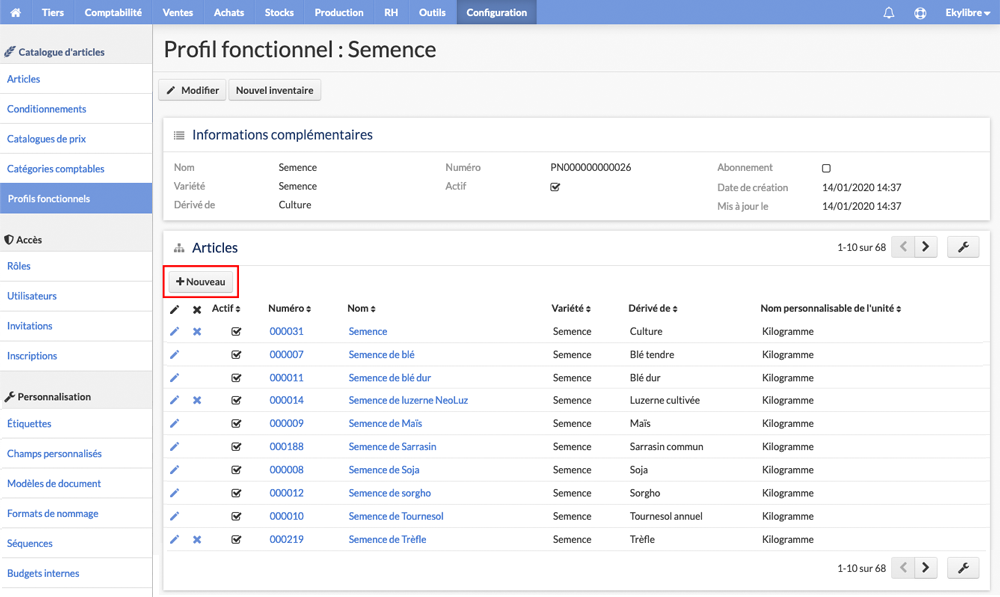 Tiers Comptabilité Ventes Achats Stocks Production RH Outils Configuration Ekylibre
Catalogue d'articles
Articles
Conditionnements
Catalogues de prix
Catégories comptables
Profils fonctionnels
Accès
Rôles
Utilisateurs
Invitations
Inscriptions
Personnalisation
Étiquettes
Champs personnalisés
Modèles de document
Formats de nommage
Séquences
Budgets internes
Profil fonctionnel : Semence
Modifier Nouvel inventaire
Informations complémentaires
Nom Semence Numéro PN000000000026 Abonnement
Variété Semence Actif Date de création 14/01/2020 14:37
Dérivé de Culture Mis à jour le 14/01/2020 14:37
Articles 1-10 sur 68
Nouveau
Actif Numéro Nom Variété Dérivé de Nom personnalisable de l'unité
000031 Semence Semence Culture Kilogramme
000007 Semence de blé Semence Blé tendre Kilogramme
000011 Semence de blé dur Semence Blé dur Kilogramme
000014 Semence de luzerne NeoLuz Semence Luzerne cultivée Kilogramme
000009 Semence de Maïs Semence Maïs Kilogramme
000188 Semence de Sarrasin Semence Sarrasin commun Kilogramme
000008 Semence de Soja Semence Soja Kilogramme
000012 Semence de sorgho Semence Sorgho Kilogramme
000010 Semence de Tournesol Semence Tournesol annuel Kilogramme
000219 Semence de Trèfle Semence Trèfle Kilogramme
1-10 sur 68